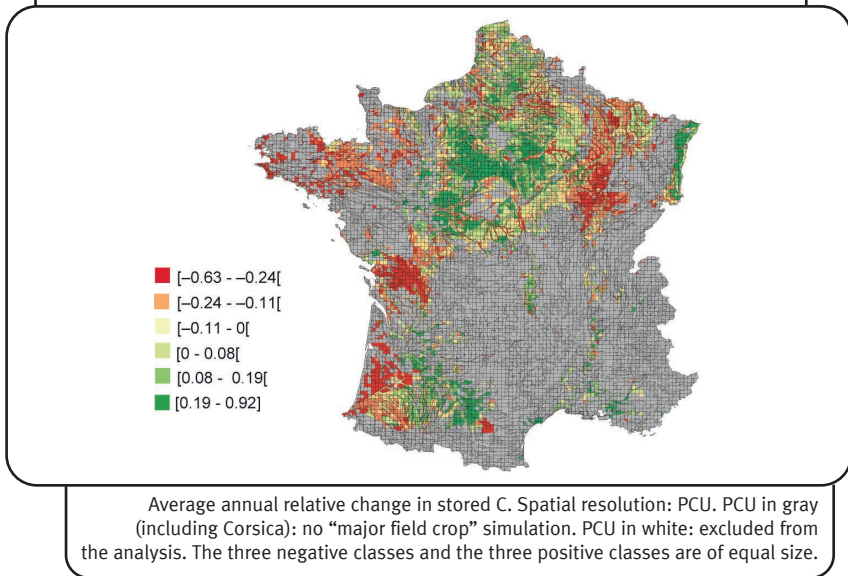 [–0.63 - –0.24[
[–0.24 - –0.11[
[–0.11 - 0[
[0 - 0.08[
[0.08 - 0.19[
[0.19 - 0.92]
Average annual relative change in stored C. Spatial resolution: PCU. PCU in gray
(including Corsica): no “major field crop” simulation. PCU in white: excluded from
the analysis. The three negative classes and the three positive classes are of equal size.